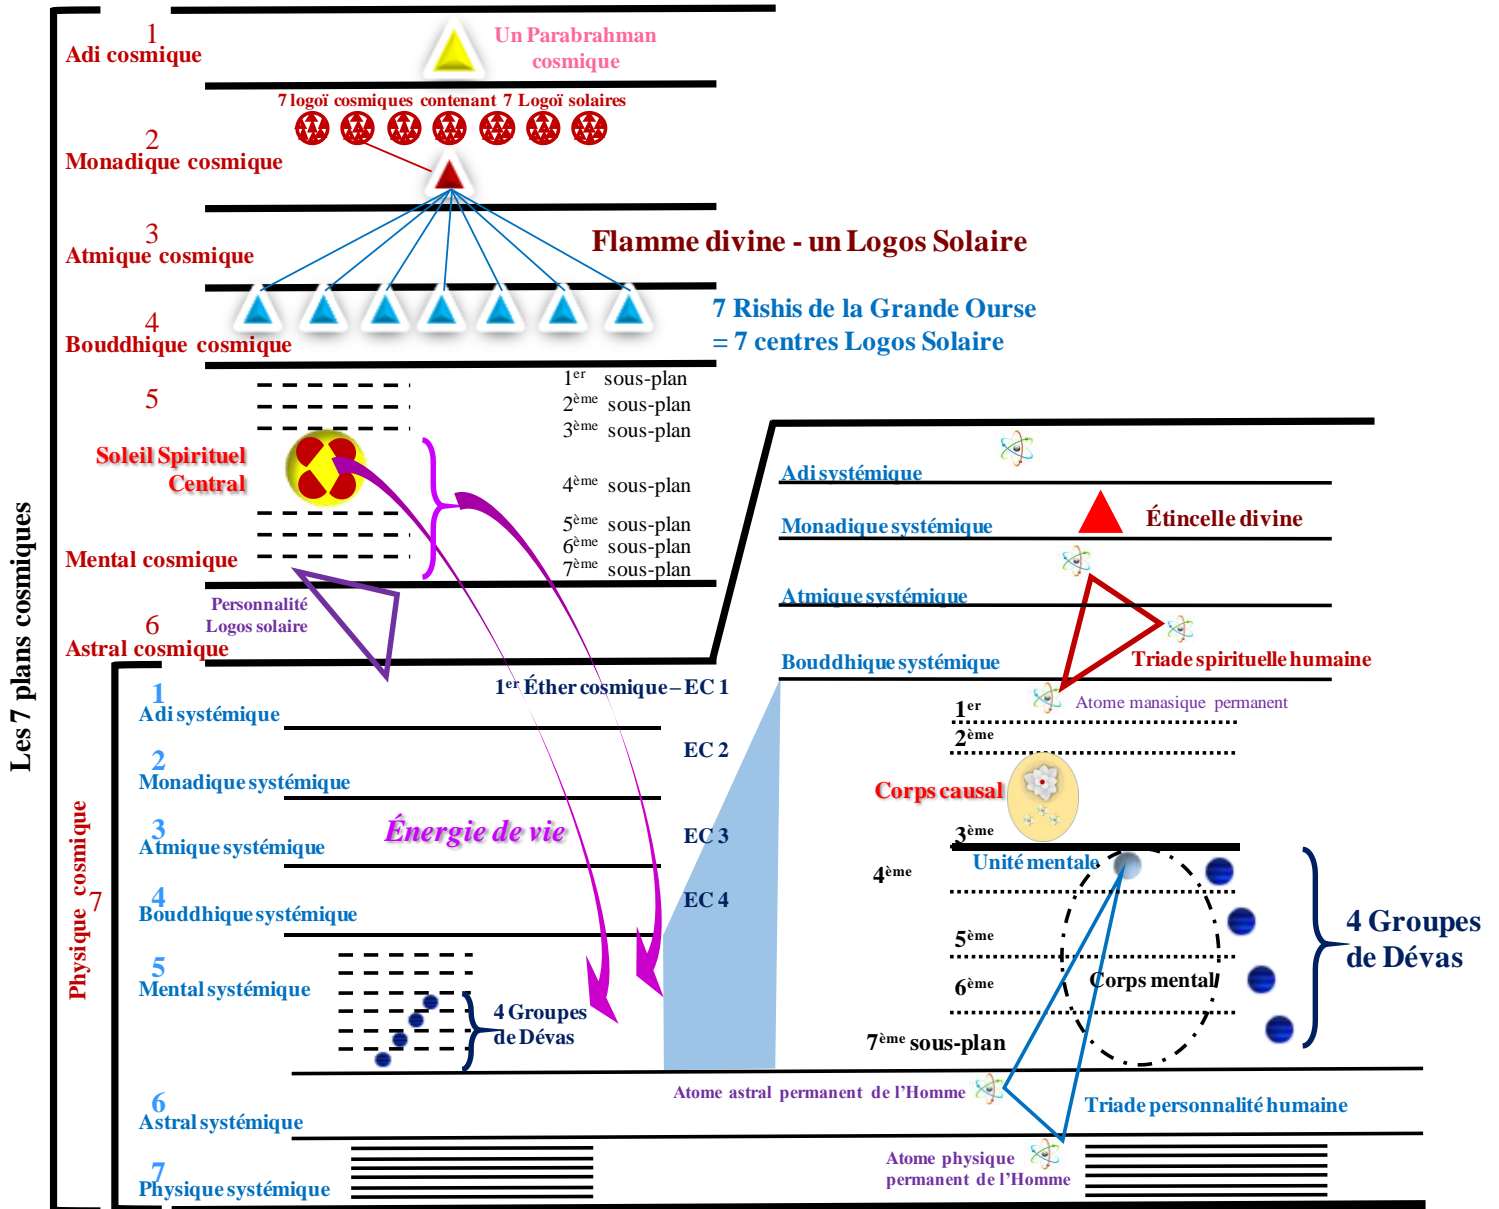 Les 7 plans cosmiques
1
Adi cosmique
Un Parabrahman
cosmique
7 logoï cosmiques contenant 7 Logoï solaires
2
Monadique cosmique
3
Atmique cosmique
Flamme divine - un Logos Solaire
4
Bouddhique cosmique
7 Rishis de la Grande Ourse
= 7 centres Logos Solaire
5
1er sous-plan
2ème sous-plan
3ème sous-plan
Soleil Spirituel
Central
4ème sous-plan
5ème sous-plan
6ème sous-plan
7ème sous-plan
Mental cosmique
Personnalité
Logos solaire
6
Astral cosmique
Physique cosmique
7
1
Adi systémique
1er Éther cosmique – EC 1
2
Monadique systémique
EC 2
3
Atmique systémique
Énergie de vie
EC 3
4
Bouddhique systémique
EC 4
5
Mental systémique
4 Groupes
de Dévas
6
Astral systémique
7
Physique systémique
Adi systémique
Monadique systémique
Étincelle divine
Atmique systémique
Bouddhique systémique
Triade spirituelle humaine
Atome manasique permanent
1er
2ème
Corps causal
3ème
Unité mentale
4ème
5ème
Corps mental
6ème
7ème sous-plan
4 Groupes
de Dévas
Atome astral permanent de l’Homme
Triade personnalité humaine
Atome physique
permanent de l’Homme